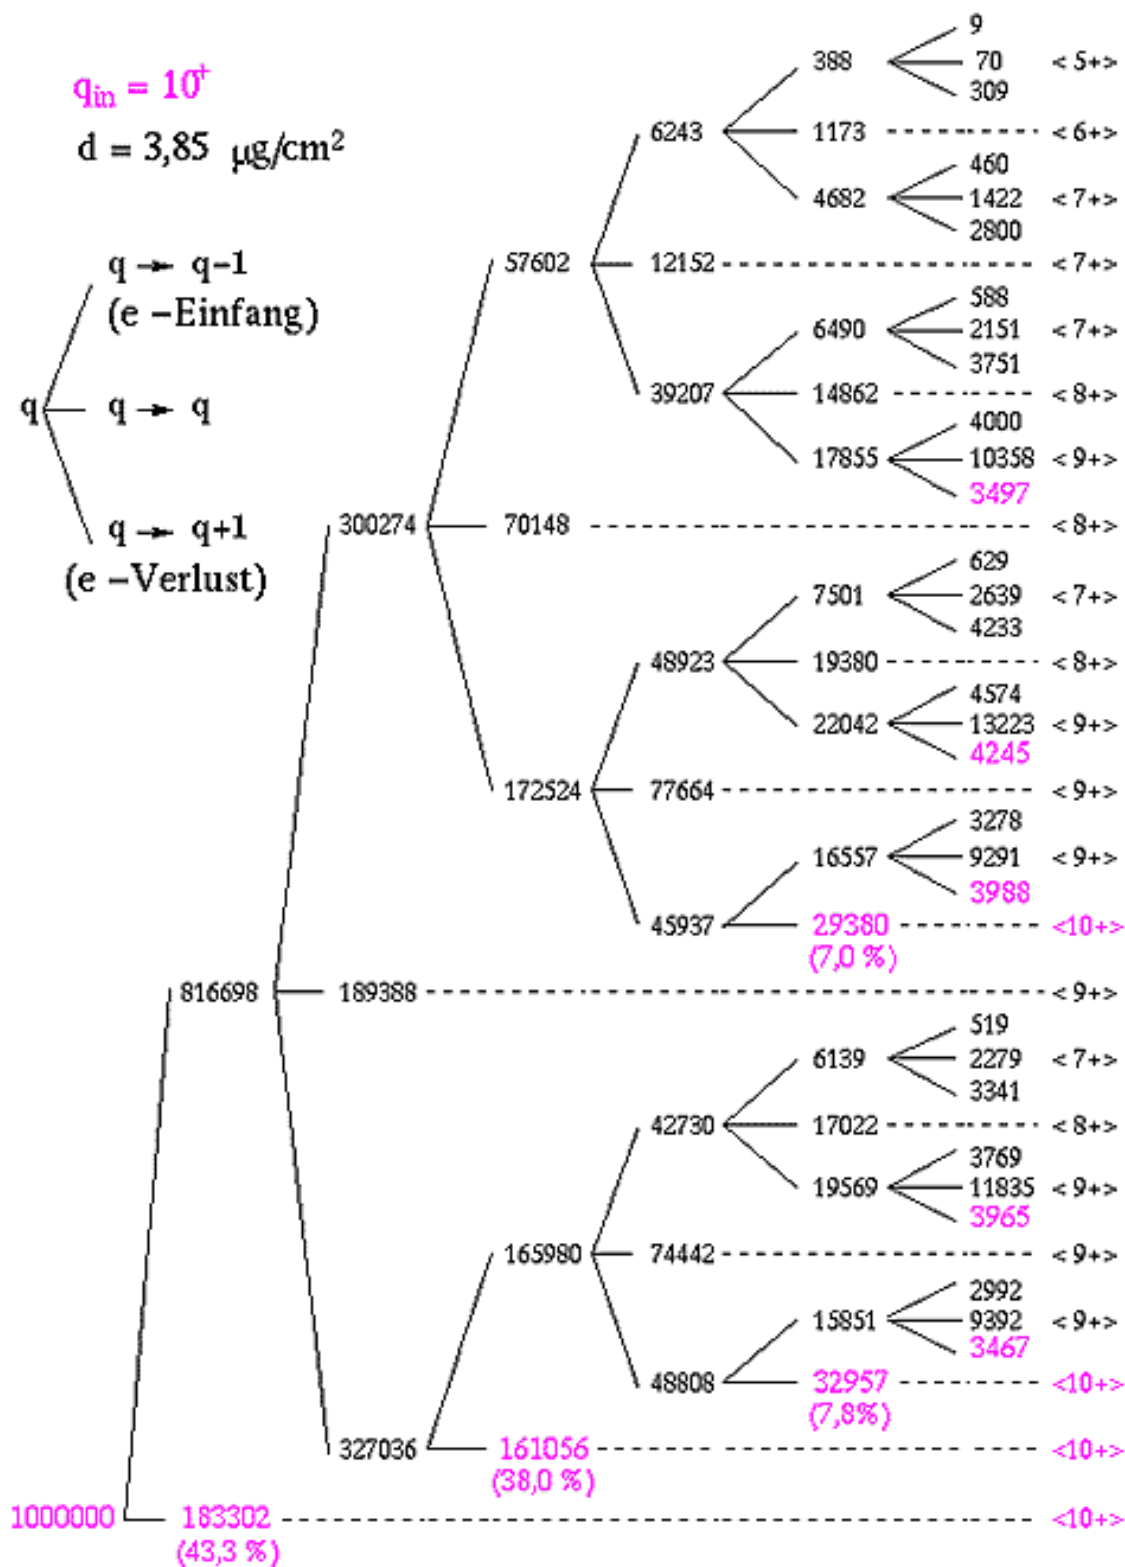 9
388 70 < 5+>
309
q_in = 10⁺
6243 1173 < 6+>
d = 3,85 µg/cm²
460
4682 1422 < 7+>
2800
q → q−1
57602 12152 < 7+>
(e −Einfang)
588
6490 2151 < 7+>
3751
q q → q
39207 14862 < 8+>
4000
17855 10358 < 9+>
3497
q → q+1
300274 70148 < 8+>
(e −Verlust)
629
7501 2639 < 7+>
4233
48923 19380 < 8+>
4574
22042 13223 < 9+>
4245
172524 77664 < 9+>
3278
16557 9291 < 9+>
3988
45937 29380 <10+>
(7,0 %)
816698 189388 < 9+>
519
6139 2279 < 7+>
3341
42730 17022 < 8+>
3769
19569 11835 < 9+>
3965
165980 74442 < 9+>
2992
15851 9392 < 9+>
3467
48808 32957 <10+>
(7,8%)
327036 161056 <10+>
(38,0 %)
1000000 183302 <10+>
(43,3 %)